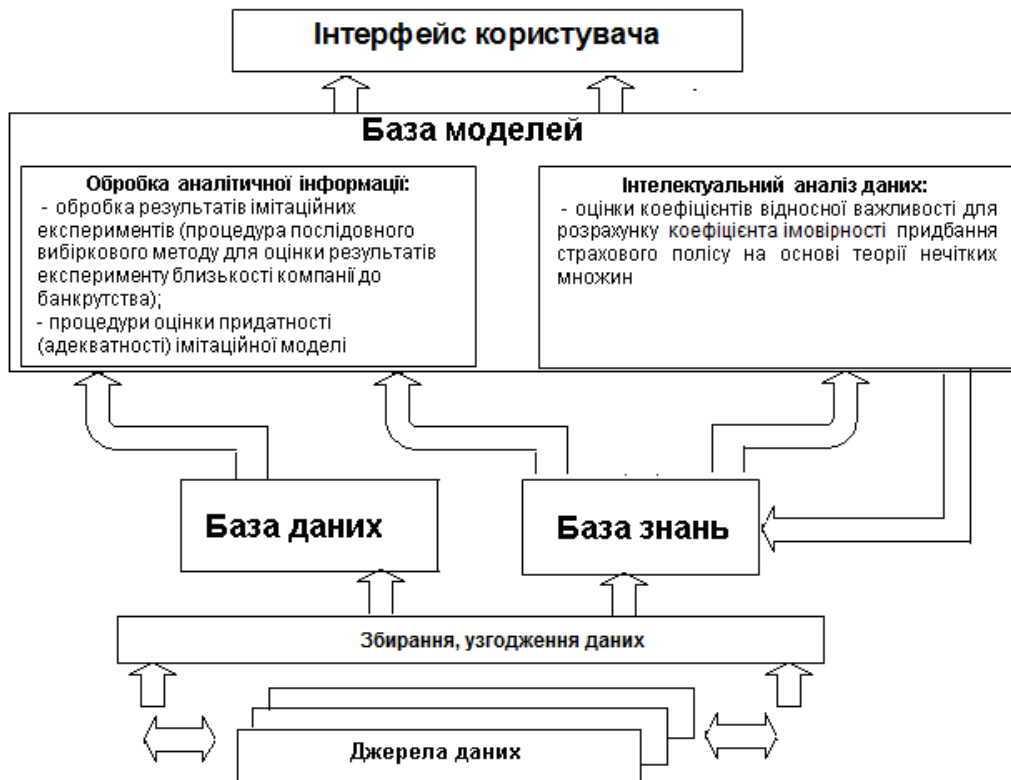 Інтерфейс користувача
База моделей
Обробка аналітичної інформації:
- обробка результатів імітаційних
експериментів (процедура послідовного
вибіркового методу для оцінки результатів
експерименту близькості компанії до
банкрутства);
- процедури оцінки придатності
(адекватності) імітаційної моделі
Інтелектуальний аналіз даних:
- оцінки коефіцієнтів відносної важливості для
розрахунку коефіцієнта імовірності придбання
страхового полісу на основі теорії нечітких
множин
База даних
База знань
Збирання, узгодження даних
Джерела даних